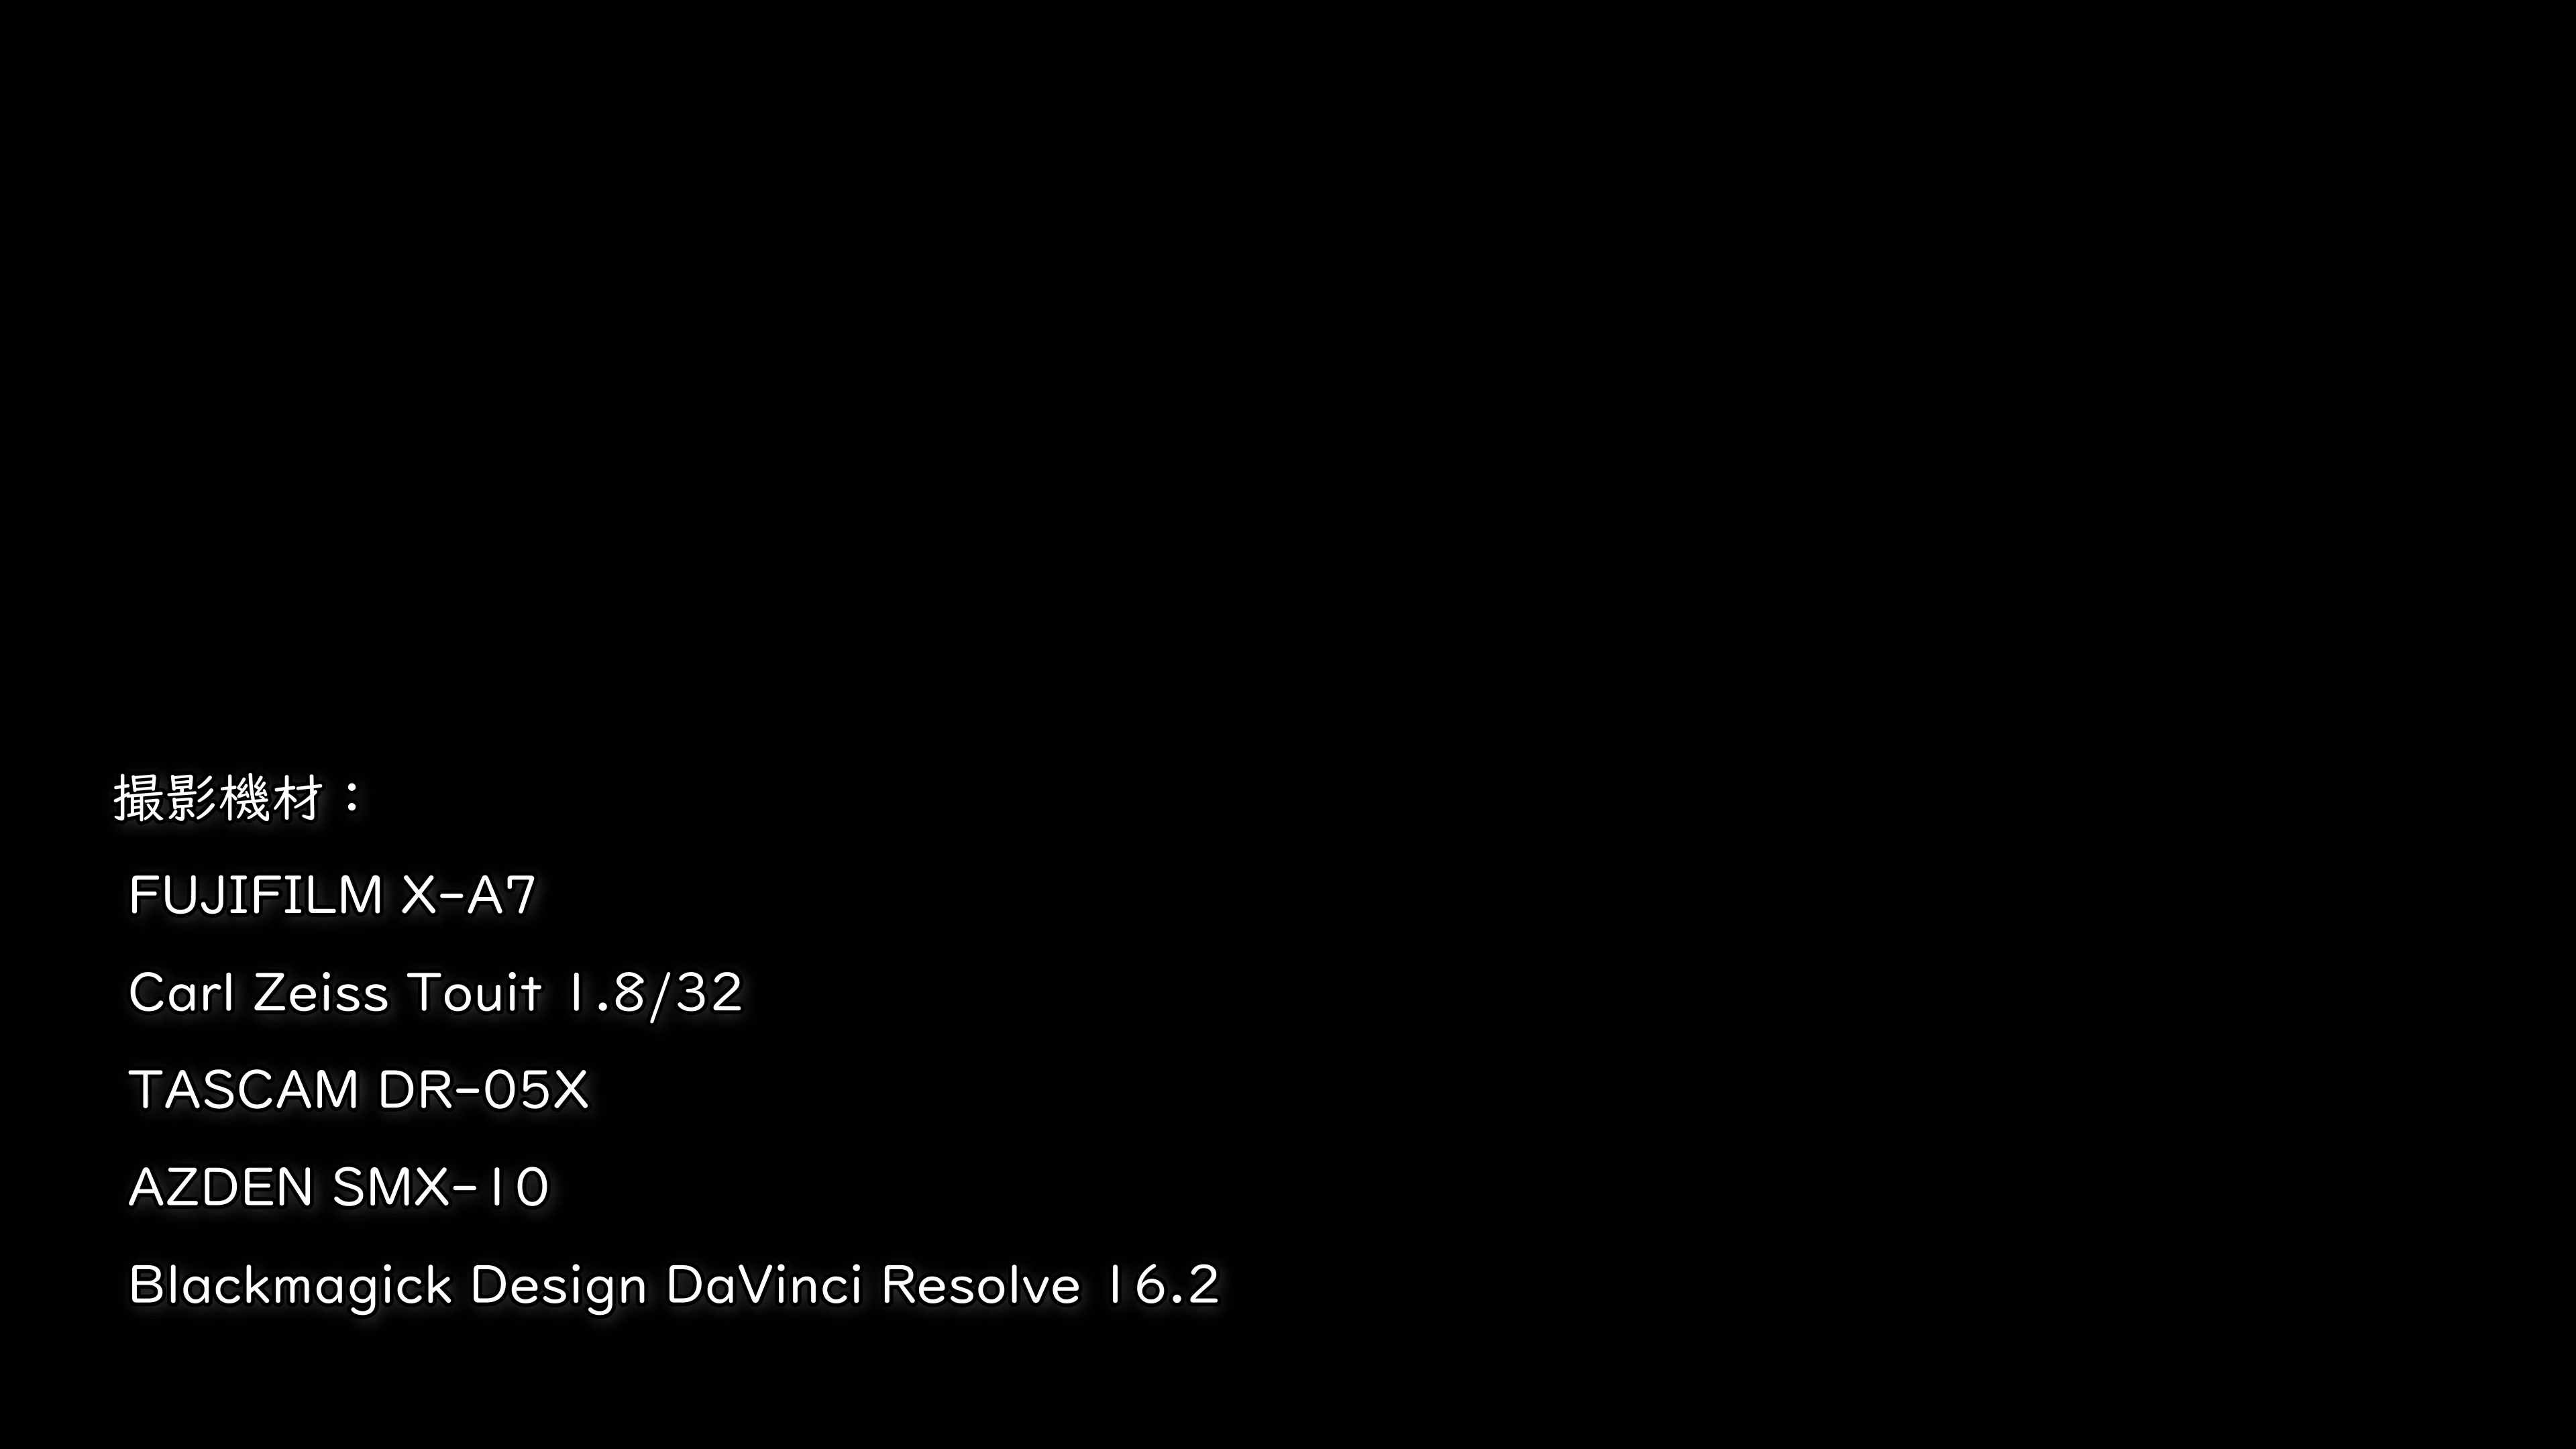 撮影機材：
FUJIFILM X-A7
Carl Zeiss Touit 1.8/32
TASCAM DR-05X
AZDEN SMX-10
Blackmagick Design DaVinci Resolve 16.2